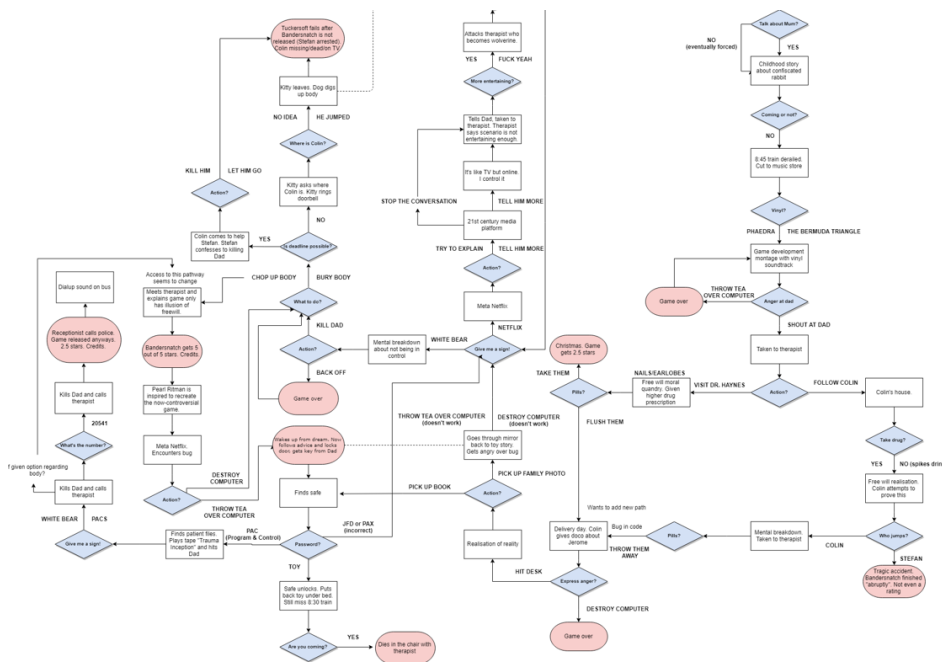 Tuckersoft fails after
Bandersnatch is not
released (Stefan arrested).
Colin missing/dead/on TV
Kitty leaves. Dog digs
up body
NO IDEA
HE JUMPED
Where is Colin?
KILL HIM
LET HIM GO
Action?
Kitty asks where
Colin is. Kitty rings
doorbell
NO
Colin comes to help
Stefan. Stefan
confesses to killing
Dad
YES
Is deadline possible?
Access to this pathway
seems to change
CHOP UP BODY
BURY BODY
Dialup sound on bus
Meets therapist and
explains game only
has illusion of
freewill.
What to do?
KILL DAD
Receptionist calls police.
Game released anyways.
2.5 stars. Credits.
Bandersnatch gets 5
out of 5 stars. Credits.
Action?
BACK OFF
Game over
Kills Dad and calls
therapist
Pearl Ritman is
inspired to recreate
the now-controversial
game.
20541
What's the number?
Meta Netflix.
Encounters bug
f given option regarding
body?
Kills Dad and calls
therapist
Action?
DESTROY
COMPUTER
THROW TEA
OVER COMPUTER
WHITE BEAR
PACS
Give me a sign!
Finds patient files.
Plays tape "Trauma
Inception" and hits
Dad
PAC
(Program & Control)
Wakes up from dream. Now
follows advice and locks
door, gets key from Dad
Finds safe
JFD or PAX
(incorrect)
Password?
TOY
Safe unlocks. Puts
back toy under bed.
Still miss 8:30 train
Are you coming?
YES
Dies in the chair with
therapist
Attacks therapist who
becomes wolverine.
YES
FUCK YEAH
More entertaining?
Tells Dad, taken to
therapist. Therapist
says scenario is not
entertaining enough.
It's like TV but online.
I control it
STOP THE CONVERSATION
TELL HIM MORE
21st century media
platform
TRY TO EXPLAIN
TELL HIM MORE
Action?
Meta Netflix
NETFLIX
Mental breakdown
about not being in
control
WHITE BEAR
Give me a sign!
THROW TEA OVER COMPUTER
(doesn't work)
DESTROY COMPUTER
(doesn't work)
Goes through mirror
back to toy story.
Gets angry over bug
PICK UP FAMILY PHOTO
PICK UP BOOK
Action?
Realisation of reality
HIT DESK
Christmas. Game
gets 2.5 stars
TAKE THEM
Pills?
FLUSH THEM
NAILS/EARLOBES
Free will moral
quandry. Given
higher drug
prescription
VISIT DR. HAYNES
Wants to add new path
Delivery day. Colin
gives doco about
Jerome
Bug in code
THROW THEM
AWAY
Pills?
Express anger?
DESTROY COMPUTER
Game over
Talk about Mum?
NO
(eventually forced)
YES
Childhood story
about confiscated
rabbit
Coming or not?
NO
8:45 train derailed.
Cut to music store
Vinyl?
PHAEDRA
THE BERMUDA TRIANGLE
Game development
montage with vinyl
soundtrack
THROW TEA
OVER COMPUTER
Game over
Anger at dad
SHOUT AT DAD
Taken to therapist
Action?
FOLLOW COLIN
Colin's house.
Take drug?
YES
NO (spikes drin
Free will realisation.
Colin attempts to
prove this
Mental breakdown.
Taken to therapist
COLIN
Who jumps?
STEFAN
Tragic accident.
Bandersnatch finished
"abruptly". Not even a
rating